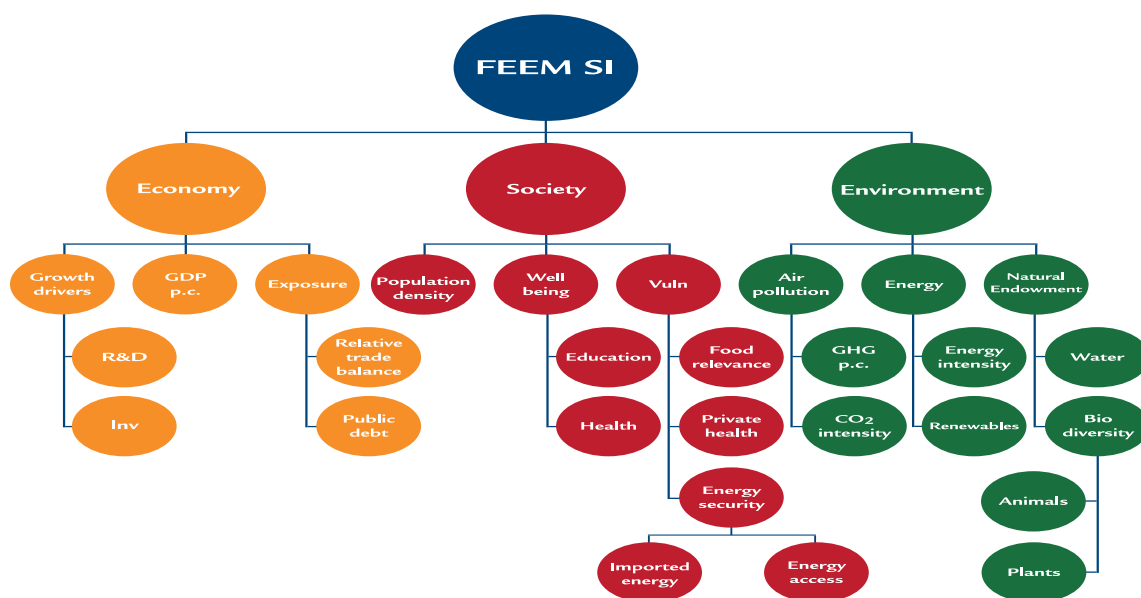 FEEM SI
Economy
Society
Environment
Growth
drivers
GDP
p.c.
Exposure
Population
density
Well
being
Vuln
Air
pollution
Energy
Natural
Endowment
R&D
Relative
trade
balance
Education
Food
relevance
GHG
p.c.
Energy
intensity
Water
Inv
Public
debt
Health
Private
health
CO2
intensity
Renewables
Bio
diversity
Energy
security
Animals
Imported
energy
Energy
access
Plants